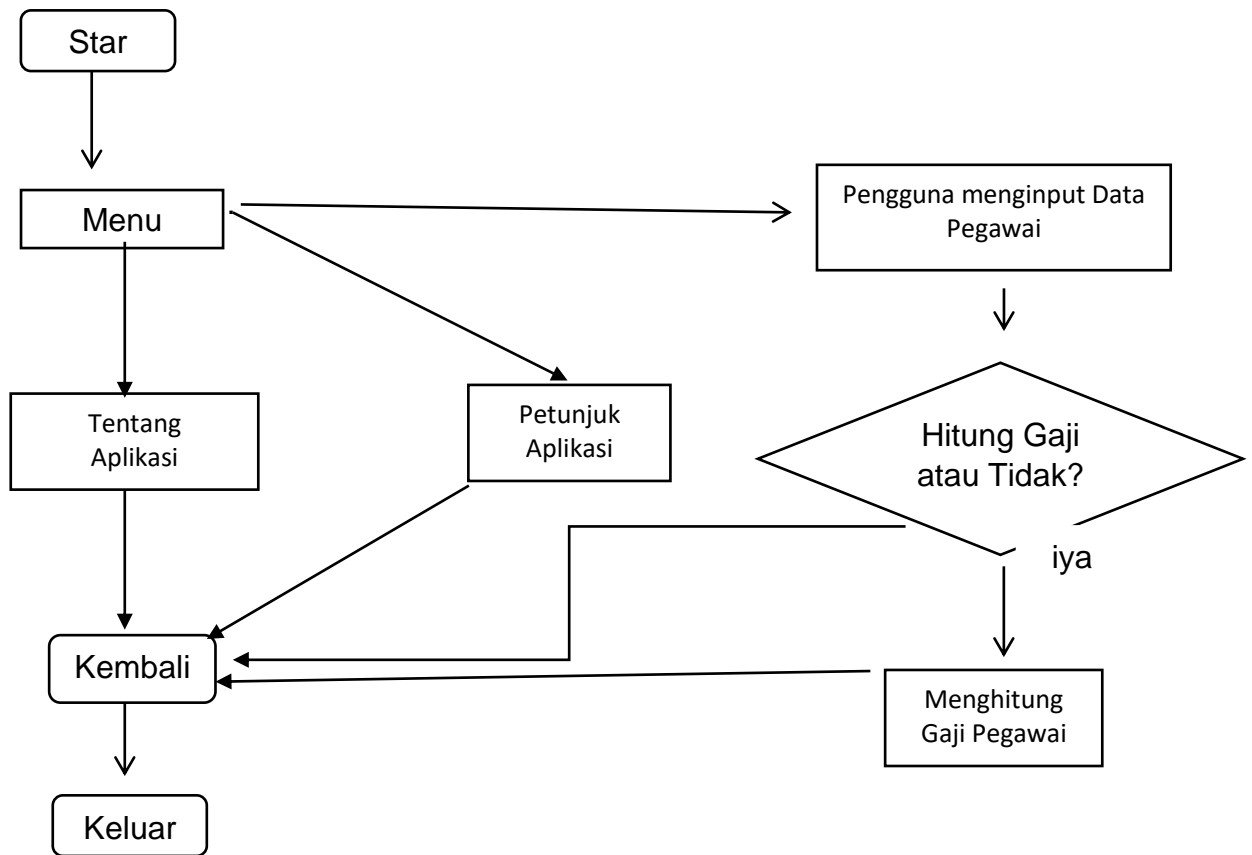 Star
Menu
Pengguna menginput Data
Pegawai
Tentang
Aplikasi
Petunjuk
Aplikasi
Hitung Gaji
atau Tidak?
iya
Kembali
Menghitung
Gaji Pegawai
Keluar